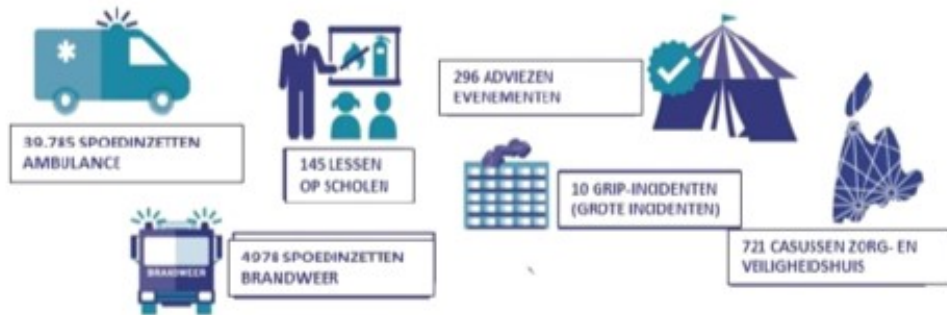 39.785 SPOEDINZETTEN
AMBULANCE
145 LESSEN
OP SCHOLEN
296 ADVIEZEN
EVENEMENTEN
10 GRIP-INCIDENTEN
(GROTE INCIDENTEN)
BRANDWEER
4978 SPOEDINZETTEN
BRANDWEER
721 CASUSSEN ZORG- EN
VEILIGHEIDSHUIS